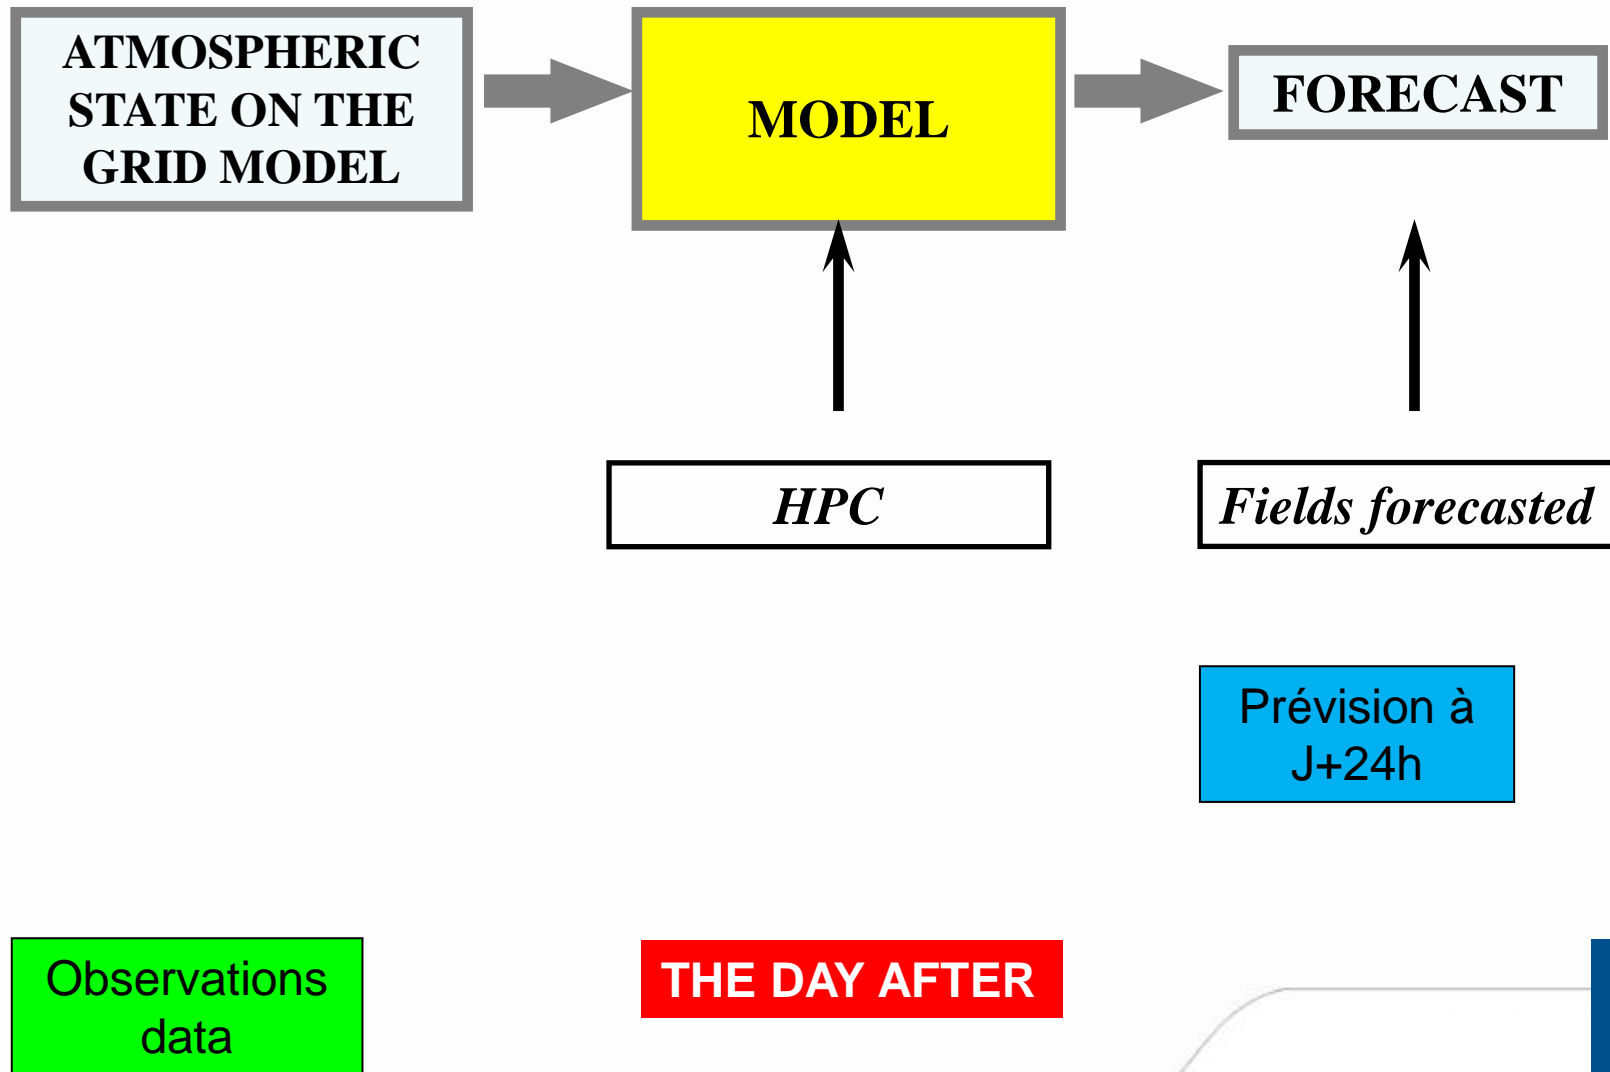 ATMOSPHERIC
STATE ON THE
GRID MODEL
MODEL
FORECAST
HPC
Fields forecasted
Prévision à
J+24h
Observations
data
THE DAY AFTER